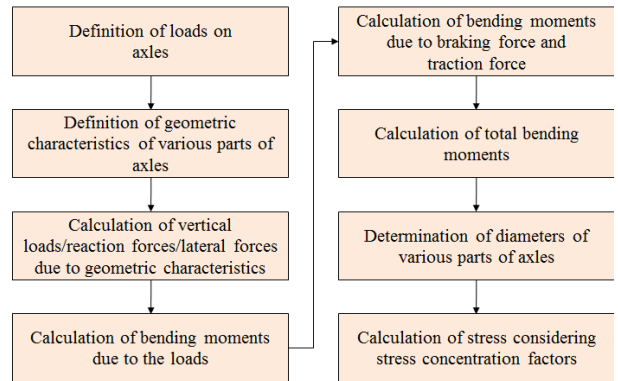 Definition of loads on
axles
Definition of geometric
characteristics of various parts of
axles
Calculation of vertical
loads/reaction forces/lateral forces
due to geometric characteristics
Calculation of bending moments
due to the loads
Calculation of bending moments
due to braking force and
traction force
Calculation of total bending
moments
Determination of diameters of
various parts of axles
Calculation of stress considering
stress concentration factors